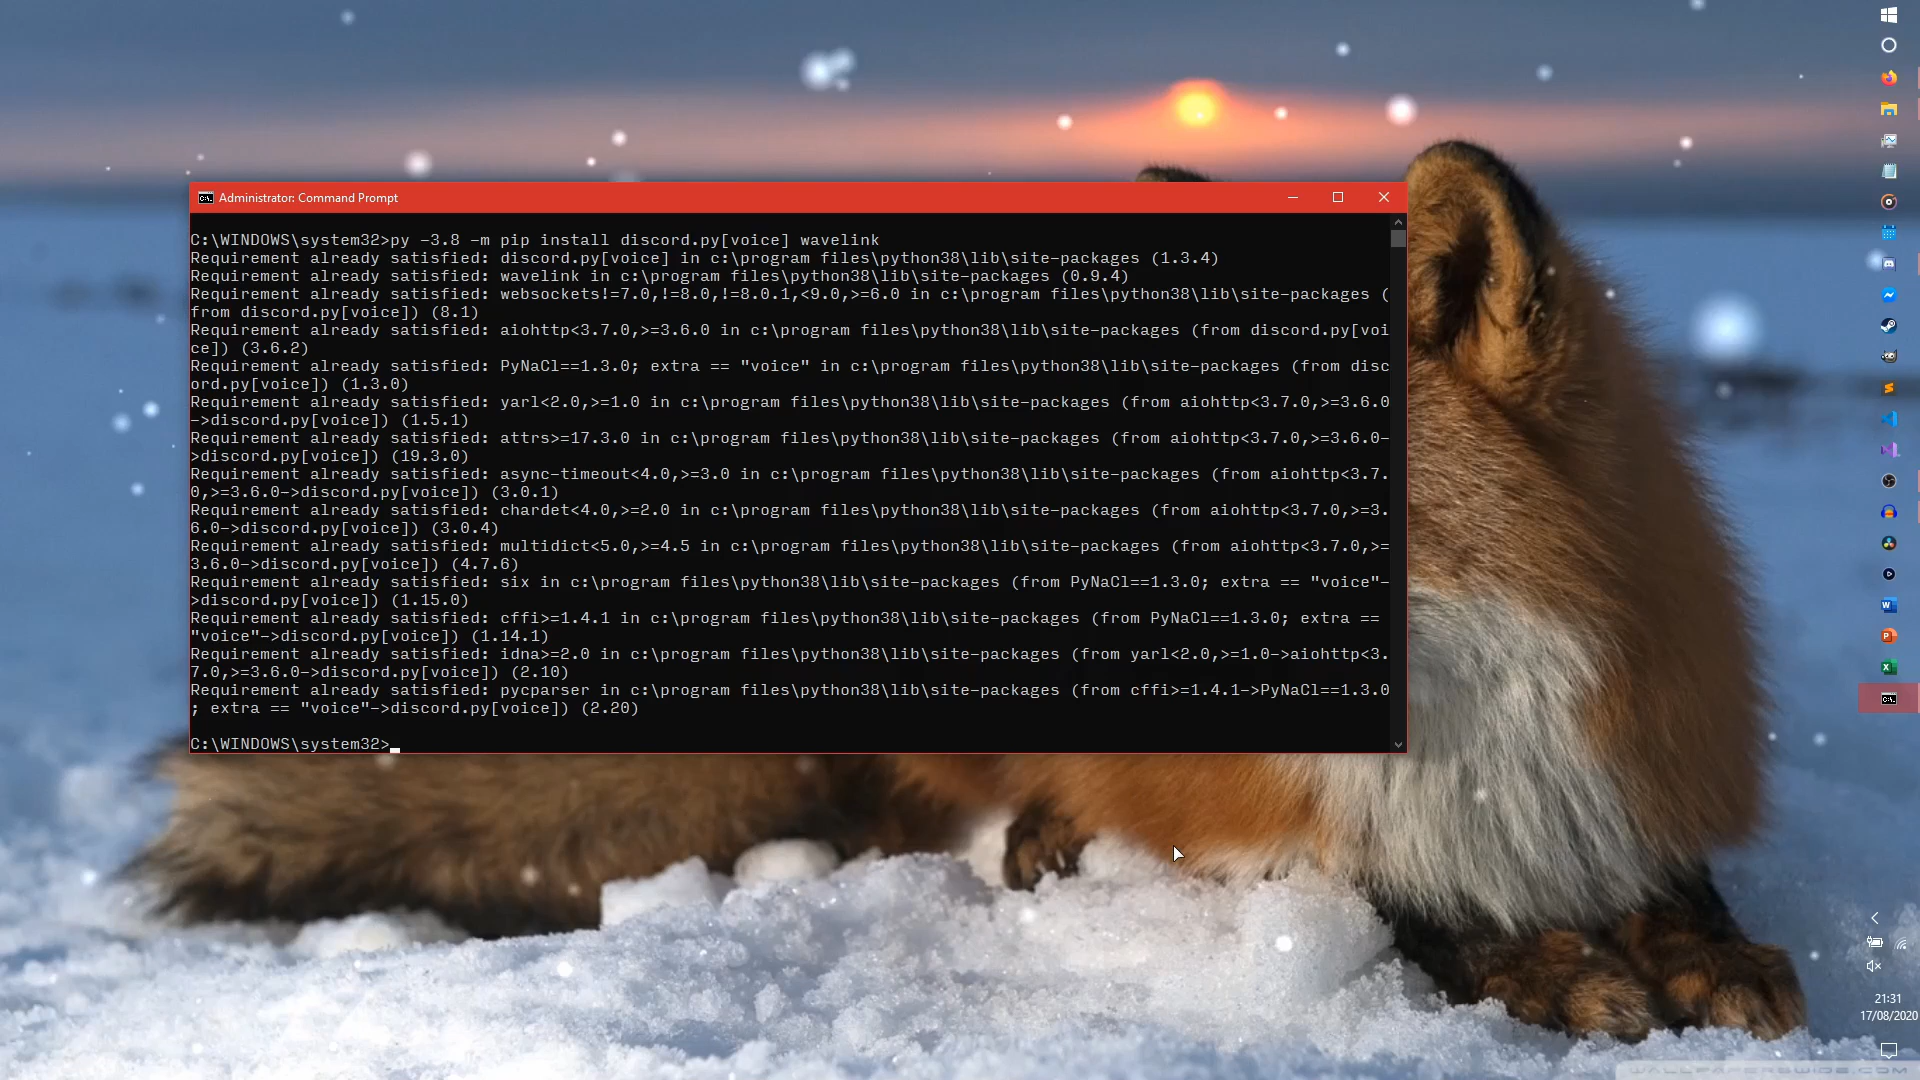 Administrator: Command Prompt
C:\WINDOWS\system32>py -3.8 -m pip install discord.py[voice] wavelink
Requirement already satisfied: discord.py[voice] in c:\program files\python38\lib\site-packages (1.3.4)
Requirement already satisfied: wavelink in c:\program files\python38\lib\site-packages (0.9.4)
Requirement already satisfied: websockets!=7.0,!=8.0,!=8.0.1,<9.0,>=6.0 in c:\program files\python38\lib\site-packages (
from discord.py[voice]) (8.1)
Requirement already satisfied: aiohttp<3.7.0,>=3.6.0 in c:\program files\python38\lib\site-packages (from discord.py[voi
ce]) (3.6.2)
Requirement already satisfied: PyNaCl==1.3.0; extra == "voice" in c:\program files\python38\lib\site-packages (from disc
ord.py[voice]) (1.3.0)
Requirement already satisfied: yarl<2.0,>=1.0 in c:\program files\python38\lib\site-packages (from aiohttp<3.7.0,>=3.6.0
->discord.py[voice]) (1.5.1)
Requirement already satisfied: attrs>=17.3.0 in c:\program files\python38\lib\site-packages (from aiohttp<3.7.0,>=3.6.0-
>discord.py[voice]) (19.3.0)
Requirement already satisfied: async-timeout<4.0,>=3.0 in c:\program files\python38\lib\site-packages (from aiohttp<3.7.
0,>=3.6.0->discord.py[voice]) (3.0.1)
Requirement already satisfied: chardet<4.0,>=2.0 in c:\program files\python38\lib\site-packages (from aiohttp<3.7.0,>=3.
6.0->discord.py[voice]) (3.0.4)
Requirement already satisfied: multidict<5.0,>=4.5 in c:\program files\python38\lib\site-packages (from aiohttp<3.7.0,>=
3.6.0->discord.py[voice]) (4.7.6)
Requirement already satisfied: six in c:\program files\python38\lib\site-packages (from PyNaCl==1.3.0; extra == "voice"-
>discord.py[voice]) (1.15.0)
Requirement already satisfied: cffi>=1.4.1 in c:\program files\python38\lib\site-packages (from PyNaCl==1.3.0; extra ==
"voice"->discord.py[voice]) (1.14.1)
Requirement already satisfied: idna>=2.0 in c:\program files\python38\lib\site-packages (from yarl<2.0,>=1.0->aiohttp<3.
7.0,>=3.6.0->discord.py[voice]) (2.10)
Requirement already satisfied: pycparser in c:\program files\python38\lib\site-packages (from cffi>=1.4.1->PyNaCl==1.3.0
; extra == "voice"->discord.py[voice]) (2.20)
C:\WINDOWS\system32>
21:31
17/08/2020